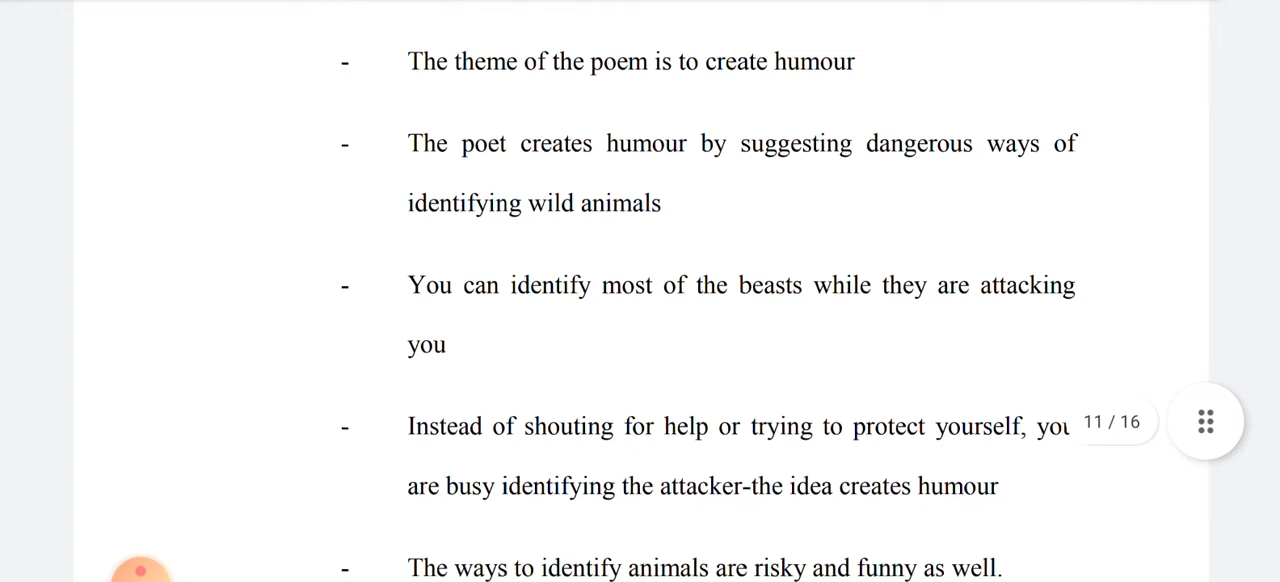 - The theme of the poem is to create humour
- The poet creates humour by suggesting dangerous ways of
identifying wild animals
- You can identify most of the beasts while they are attacking
you
- Instead of shouting for help or trying to protect yourself, you
11 / 16
are busy identifying the attacker-the idea creates humour
- The ways to identify animals are risky and funny as well.